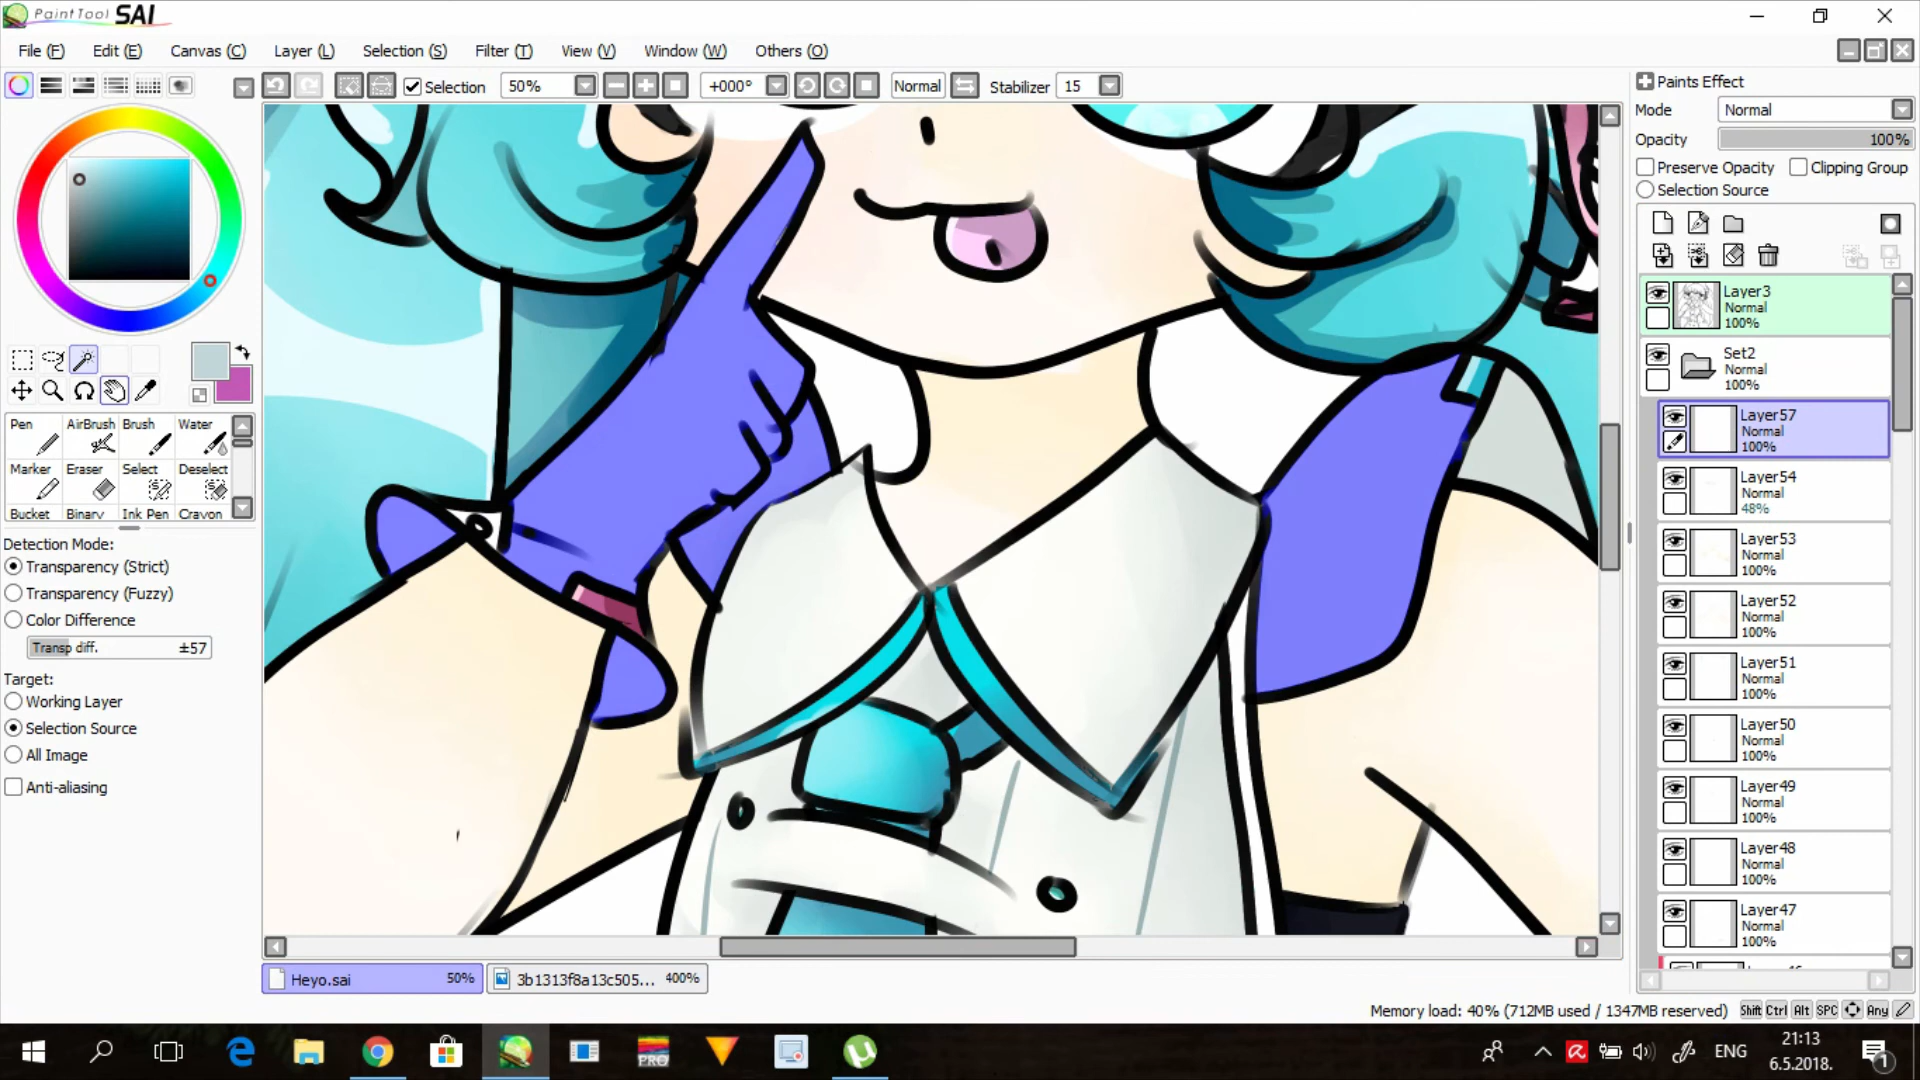 PaintTool SAI
File (F) Edit (E) Canvas (C) Layer (L) Selection (S) Filter (T) View (V) Window (W) Others (O)
Selection 50% +000° Normal Stabilizer 15
Paints Effect
Mode Normal
Opacity 100%
Preserve Opacity Clipping Group
Selection Source
Layer3
Normal
100%
Set2
Normal
100%
Layer57
Normal
100%
Layer54
Normal
48%
Layer53
Normal
100%
Layer52
Normal
100%
Layer51
Normal
100%
Layer50
Normal
100%
Layer49
Normal
100%
Layer48
Normal
100%
Layer47
Normal
100%
Pen AirBrush Brush Water
Marker Eraser Select Deselect
Bucket Binary Ink Pen Crayon
Detection Mode:
Transparency (Strict)
Transparency (Fuzzy)
Color Difference
Transp diff. ±57
Target:
Working Layer
Selection Source
All Image
Anti-aliasing
Heyo.sai 50% 3b1313f8a13c505... 400%
Memory load: 40% (712MB used / 1347MB reserved) Shift Ctrl Alt SPC Any
PRO
ENG
21:13
6.5.2018.
1